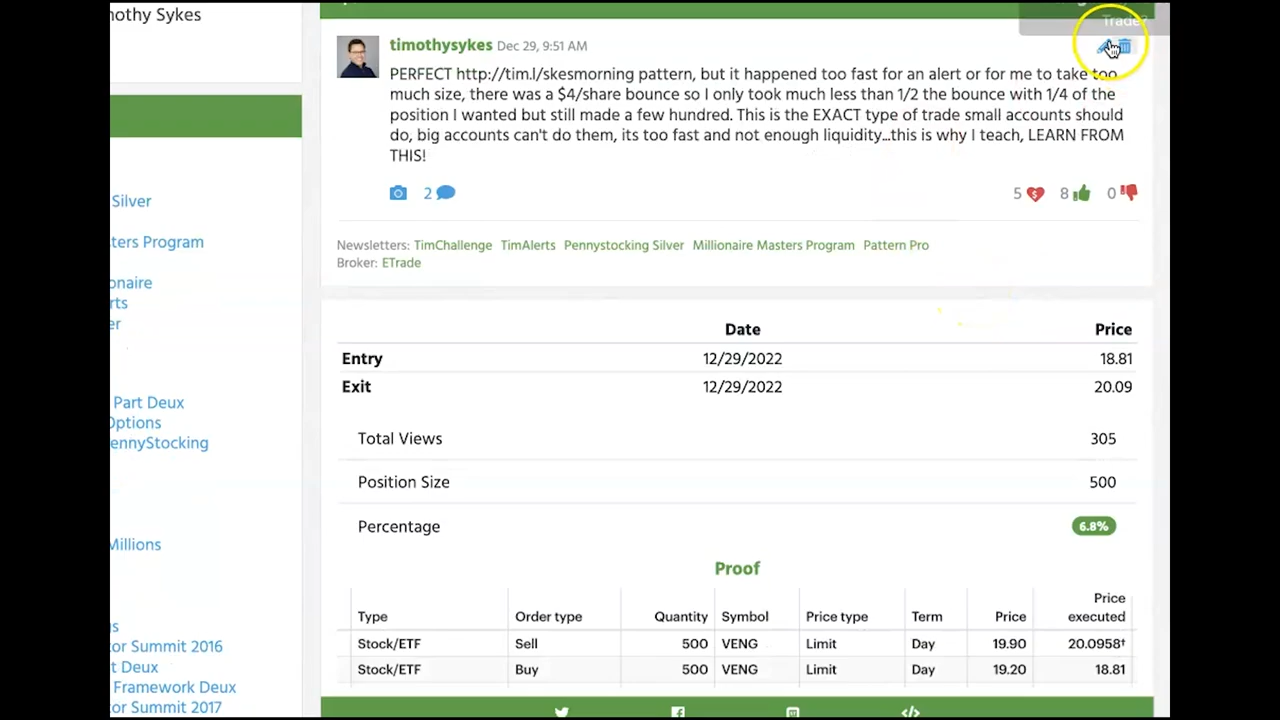 nothy Sykes
Silver
ters Program
onaire
rts
er
Part Deux
Options
ennyStocking
Millions
gs
or Summit 2016
t Deux
Framework Deux
or Summit 2017
Trade?
timothysykes Dec 29, 9:51 AM
PERFECT http://tim.l/skesmorning pattern, but it happened too fast for an alert or for me to take too
much size, there was a $4/share bounce so I only took much less than 1/2 the bounce with 1/4 of the
position I wanted but still made a few hundred. This is the EXACT type of trade small accounts should
do, big accounts can't do them, its too fast and not enough liquidity...this is why I teach, LEARN FROM
THIS!
2
5 8 0
Newsletters: TimChallenge TimAlerts Pennystocking Silver Millionaire Masters Program Pattern Pro
Broker: ETrade
Date Price
Entry 12/29/2022 18.81
Exit 12/29/2022 20.09
Total Views 305
Position Size 500
Percentage 6.8%
Proof
Type Order type Quantity Symbol Price type Term Price Price executed
Stock/ETF Sell 500 VENG Limit Day 19.90 20.0958†
Stock/ETF Buy 500 VENG Limit Day 19.20 18.81